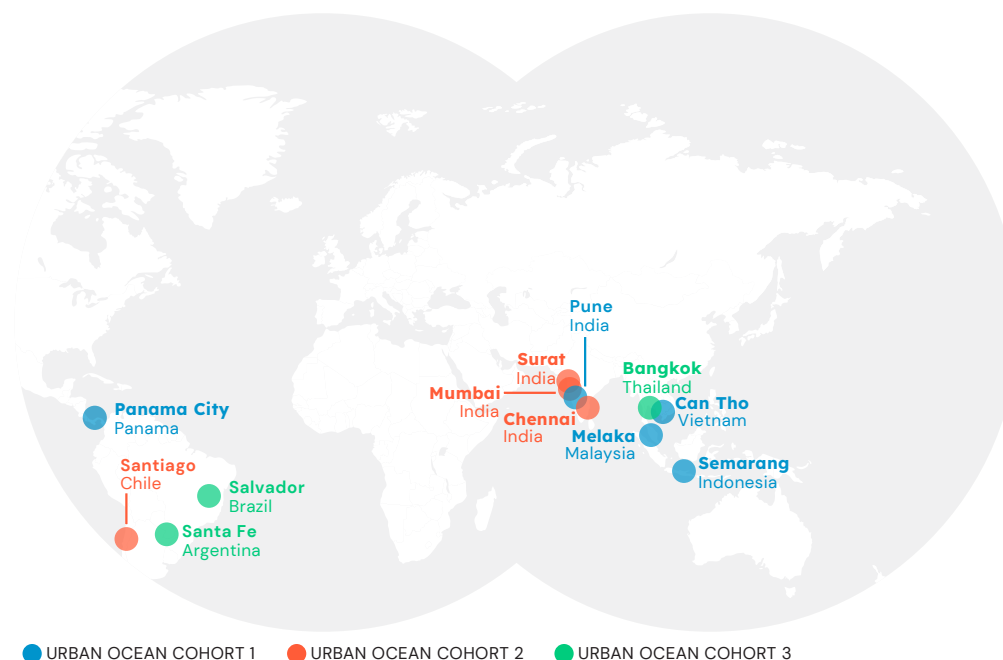 Pune
India
Surat
India
Mumbai
India
Chennai
India
Bangkok
Thailand
Can Tho
Vietnam
Melaka
Malaysia
Semarang
Indonesia
Panama City
Panama
Santiago
Chile
Salvador
Brazil
Santa Fe
Argentina
URBAN OCEAN COHORT 1
URBAN OCEAN COHORT 2
URBAN OCEAN COHORT 3